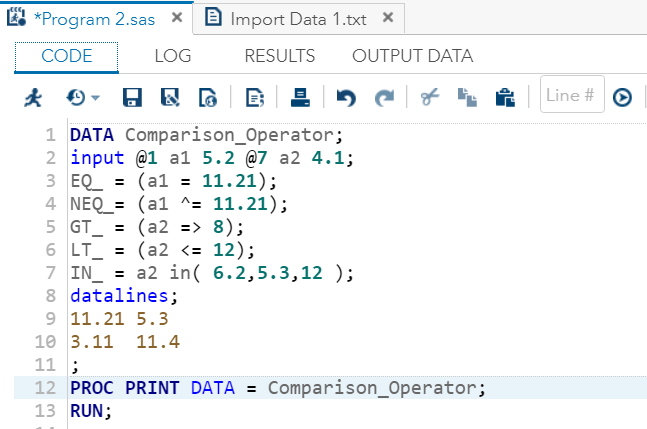 *Program 2.sas × Import Data 1.txt ×
CODE LOG RESULTS OUTPUT DATA
Line #
1 DATA Comparison_Operator;
2 input @1 a1 5.2 @7 a2 4.1;
3 EQ_ = (a1 = 11.21);
4 NEQ_= (a1 ^= 11.21);
5 GT_ = (a2 => 8);
6 LT_ = (a2 <= 12);
7 IN_ = a2 in( 6.2,5.3,12 );
8 datalines;
9 11.21 5.3
10 3.11  11.4
11 ;
12 PROC PRINT DATA = Comparison_Operator;
13 RUN;